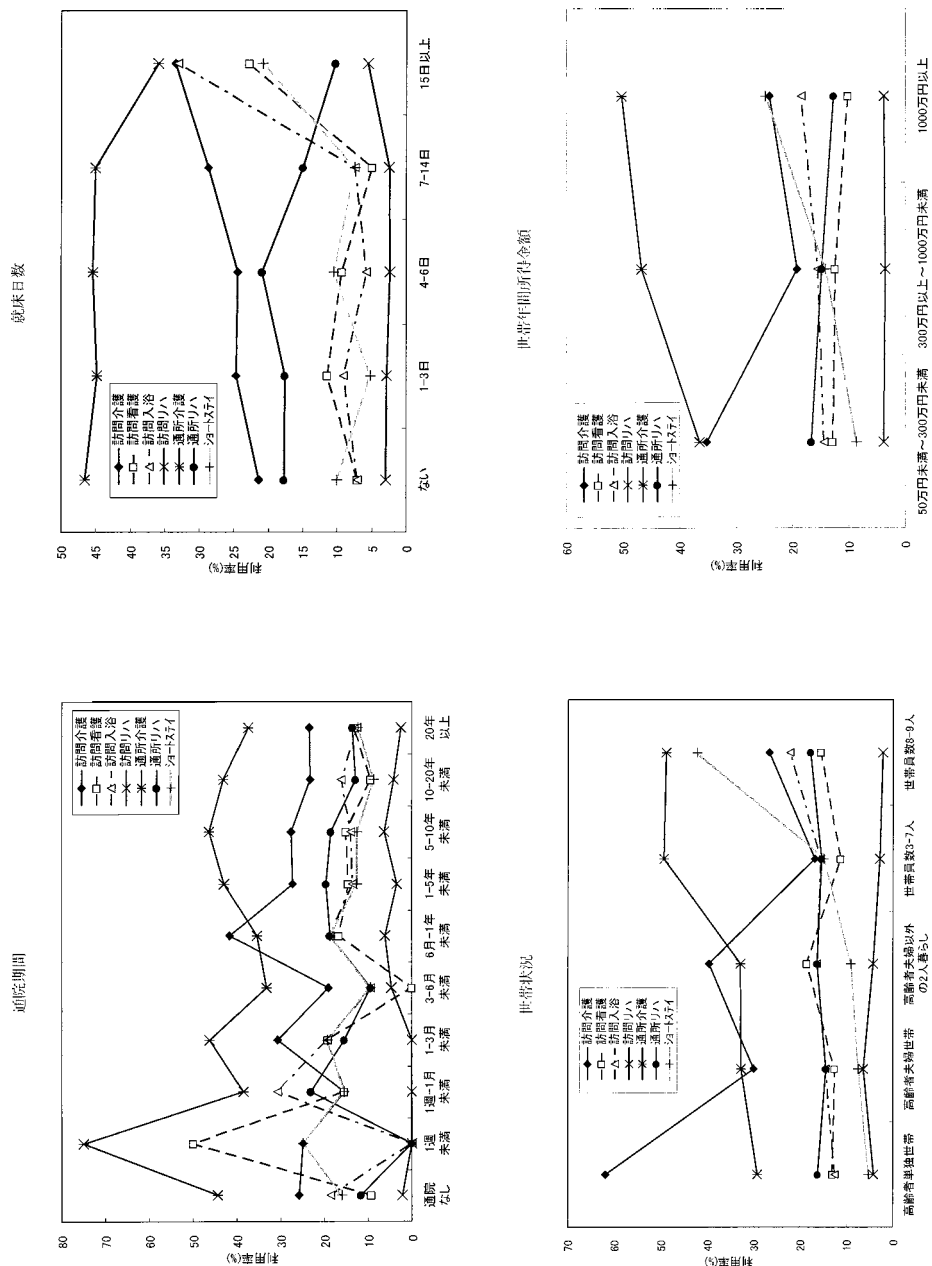 通院期間
利用率(%)
80
70
60
50
40
30
20
10
0
訪問介護
訪問看護
訪問入浴
訪問リハ
通所介護
通所リハ
ショートステイ
通院
なし
1週
未満
1週-1月
未満
1-3月
未満
3-6月
未満
6月-1年
未満
1-5年
未満
5-10年
未満
10-20年
未満
20年
以上
就床日数
利用率(%)
50
45
40
35
30
25
20
15
10
5
0
訪問介護
訪問看護
訪問入浴
訪問リハ
通所介護
通所リハ
ショートステイ
ない
1-3日
4-6日
7-14日
15日以上
世帯状況
利用率(%)
70
60
50
40
30
20
10
0
訪問介護
訪問看護
訪問入浴
訪問リハ
通所介護
通所リハ
ショートステイ
高齢者単独世帯
高齢者夫婦世帯
高齢者夫婦以外
の2人暮らし
世帯員数3-7人
世帯員数8-9人
世帯年間所得金額
利用率(%)
60
50
40
30
20
10
0
訪問介護
訪問看護
訪問入浴
訪問リハ
通所介護
通所リハ
ショートステイ
50万円未満~300万円未満
300万円以上~1000万円未満
1000万円以上